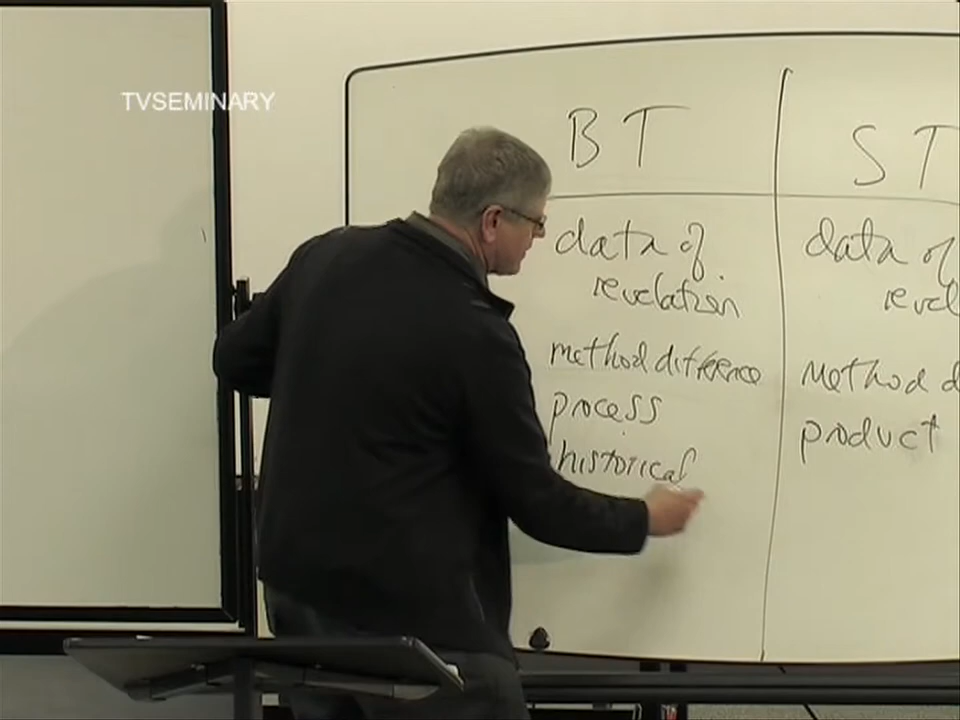 TVSEMINARY
BT
ST
data of
revelation
data of
revel
method difference
method d
process
product
historical